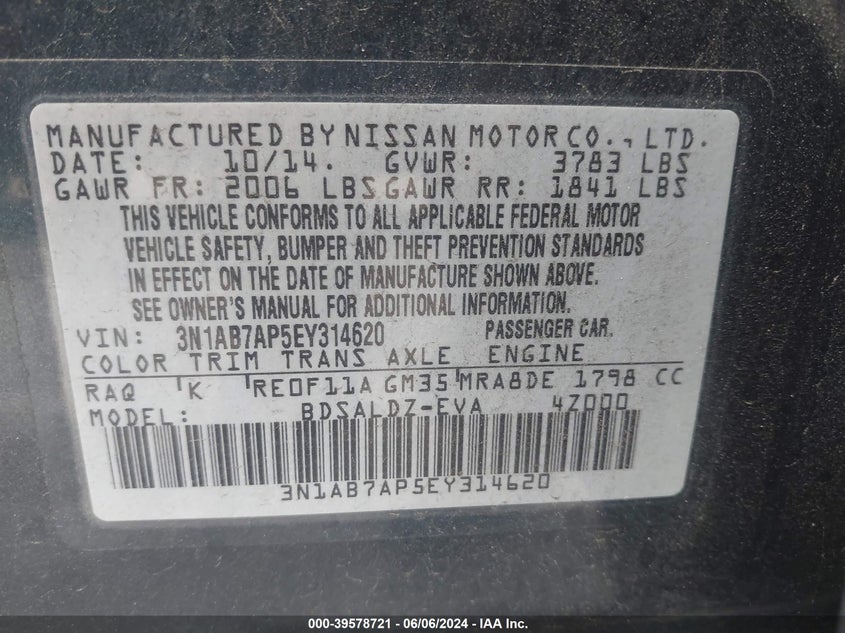 MANUFACTURED BY NISSAN MOTOR CO., LTD.
DATE: 10/14. GVWR: 3783 LBS
GAWR FR: 2006 LBS GAWR RR: 1841 LBS
THIS VEHICLE CONFORMS TO ALL APPLICABLE FEDERAL MOTOR
VEHICLE SAFETY, BUMPER AND THEFT PREVENTION STANDARDS
IN EFFECT ON THE DATE OF MANUFACTURE SHOWN ABOVE.
SEE OWNER'S MANUAL FOR ADDITIONAL INFORMATION.
VIN: 3N1AB7AP5EY314620 PASSENGER CAR.
COLOR TRIM TRANS AXLE ENGINE
RAQ K RE0F11A GM35 MRA8DE 1798 CC
MODEL: BDSALDZ-EVA 4Z000
3N1AB7AP5EY314620
000-39578721 - 06/06/2024 - IAA Inc.